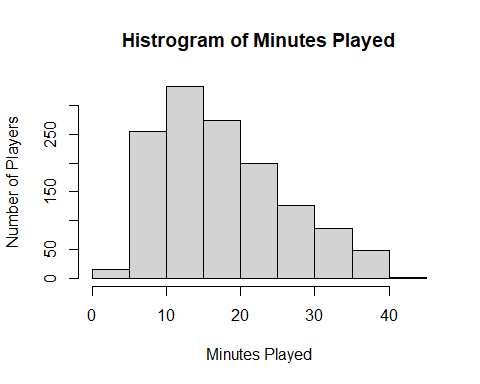 Histrogram of Minutes Played
Number of Players
250
150
50
0
0 10 20 30 40
Minutes Played